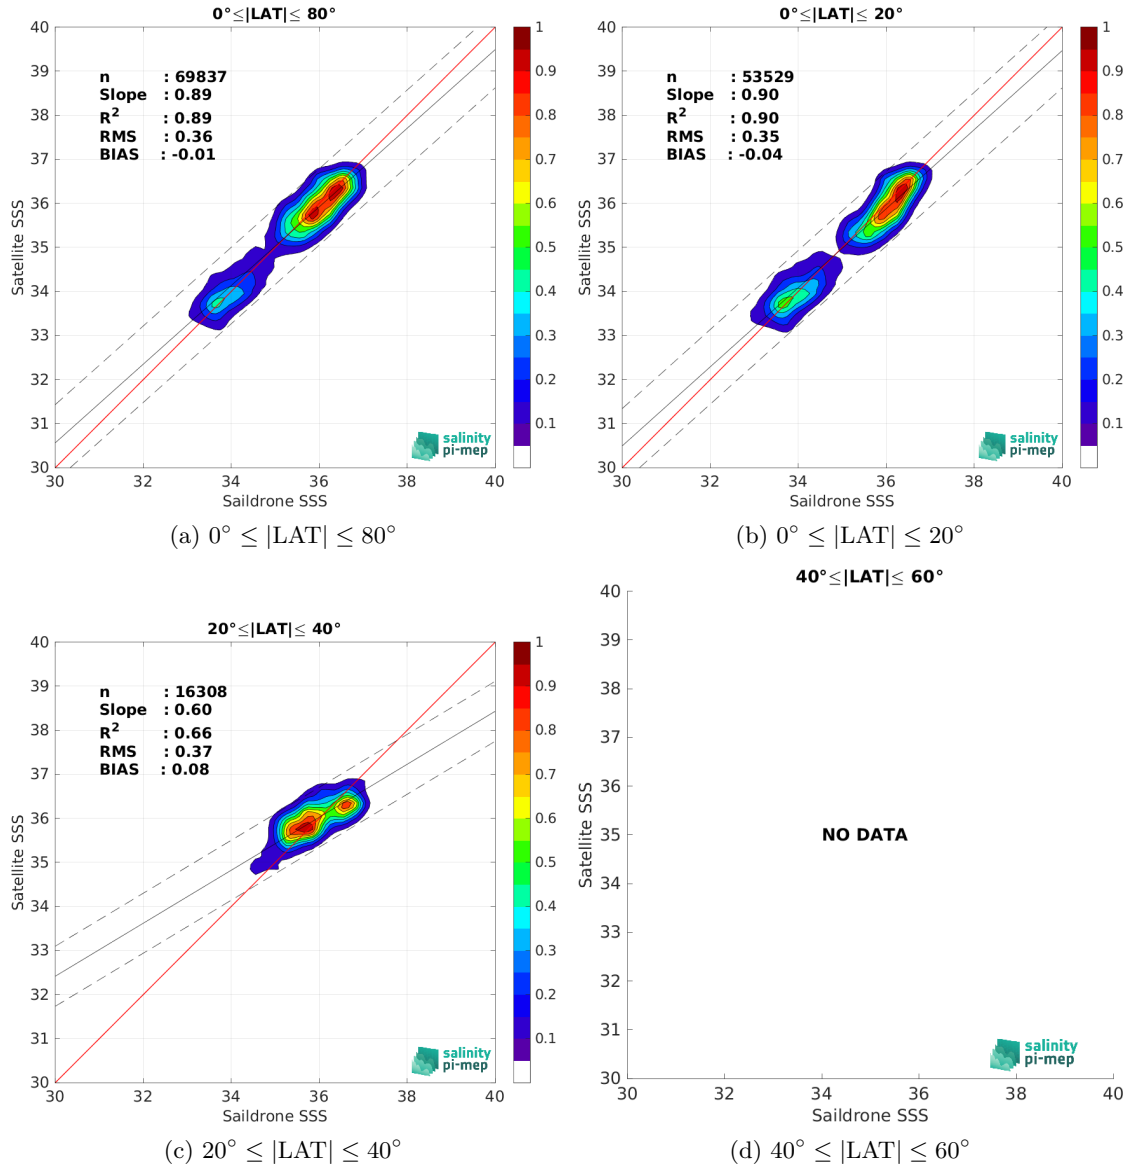 0°≤|LAT|≤ 80°
40
39
38
37
36
35
34
33
32
31
30
Satellite SSS
n : 69837
Slope : 0.89
R² : 0.89
RMS : 0.36
BIAS : -0.01
salinity
pi-mep
30 32 34 36 38 40
Saildrone SSS
1
0.9
0.8
0.7
0.6
0.5
0.4
0.3
0.2
0.1
(a) 0° ≤ |LAT| ≤ 80°
0°≤|LAT|≤ 20°
40
39
38
37
36
35
34
33
32
31
30
Satellite SSS
n : 53529
Slope : 0.90
R² : 0.90
RMS : 0.35
BIAS : -0.04
salinity
pi-mep
30 32 34 36 38 40
Saildrone SSS
1
0.9
0.8
0.7
0.6
0.5
0.4
0.3
0.2
0.1
(b) 0° ≤ |LAT| ≤ 20°
20°≤|LAT|≤ 40°
40
39
38
37
36
35
34
33
32
31
30
Satellite SSS
n : 16308
Slope : 0.60
R² : 0.66
RMS : 0.37
BIAS : 0.08
salinity
pi-mep
30 32 34 36 38 40
Saildrone SSS
1
0.9
0.8
0.7
0.6
0.5
0.4
0.3
0.2
0.1
(c) 20° ≤ |LAT| ≤ 40°
40°≤|LAT|≤ 60°
40
39
38
37
36
35
34
33
32
31
30
Satellite SSS
NO DATA
salinity
pi-mep
30 32 34 36 38 40
Saildrone SSS
(d) 40° ≤ |LAT| ≤ 60°